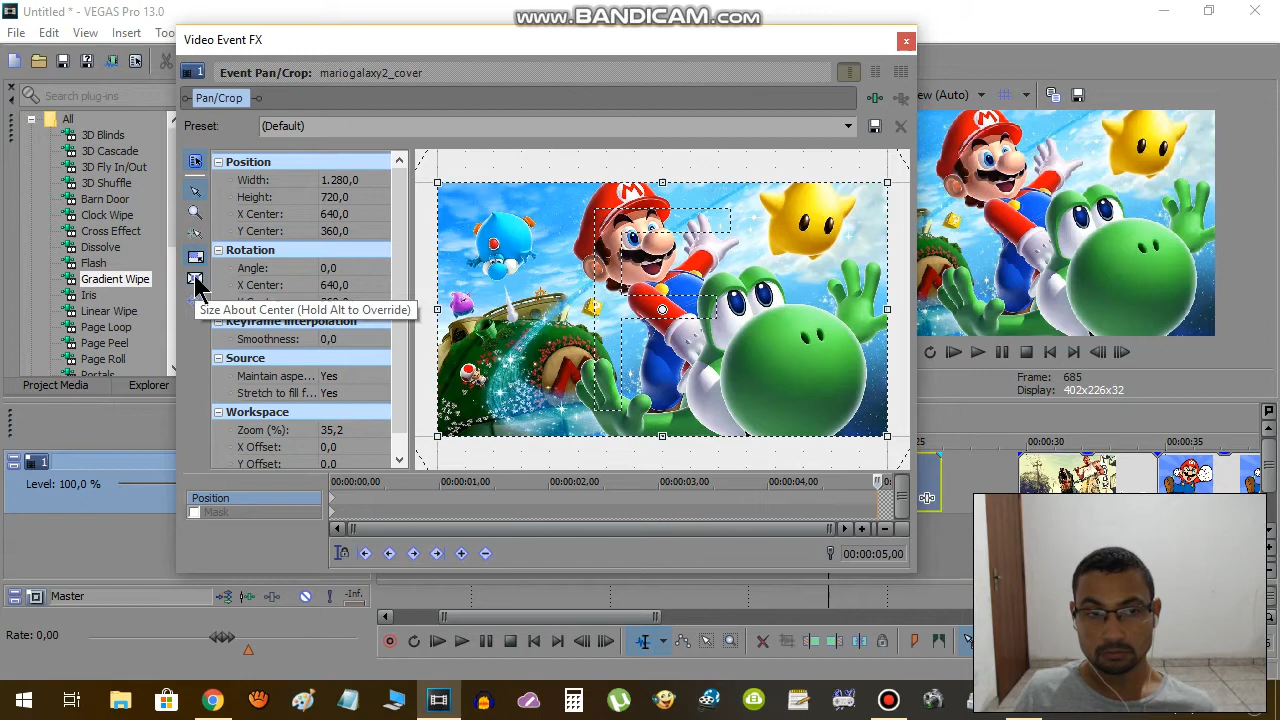 Untitled * - VEGAS Pro 13.0
www.BANDICAM.com
File Edit View Insert Too
Video Event FX
Event Pan/Crop: mariogalaxy2_cover
Search plug-ins
Pan/Crop
ew (Auto)
Preset: (Default)
All
3D Blinds
3D Cascade
3D Fly In/Out
3D Shuffle
Barn Door
Clock Wipe
Cross Effect
Dissolve
Flash
Gradient Wipe
Iris
Linear Wipe
Page Loop
Page Peel
Page Roll
Portals
Position
Width: 1.280,0
Height: 720,0
X Center: 640,0
Y Center: 360,0
Rotation
Angle: 0,0
X Center: 640,0
Size About Center (Hold Alt to Override)
Keyframe interpolation
Smoothness: 0,0
Source
Maintain aspe... Yes
Stretch to fill f... Yes
Workspace
Zoom (%): 35,2
X Offset: 0,0
Y Offset: 0,0
Project Media Explorer
Frame: 685
Display: 402x226x32
1
Level: 100,0 %
Position
Mask
00:00:00,00 00:00:01,00 00:00:02,00 00:00:03,00 00:00:04,00
00:00:05,00
25 00:00:30 00:00:35
Master
-Inf.
Rate: 0,00